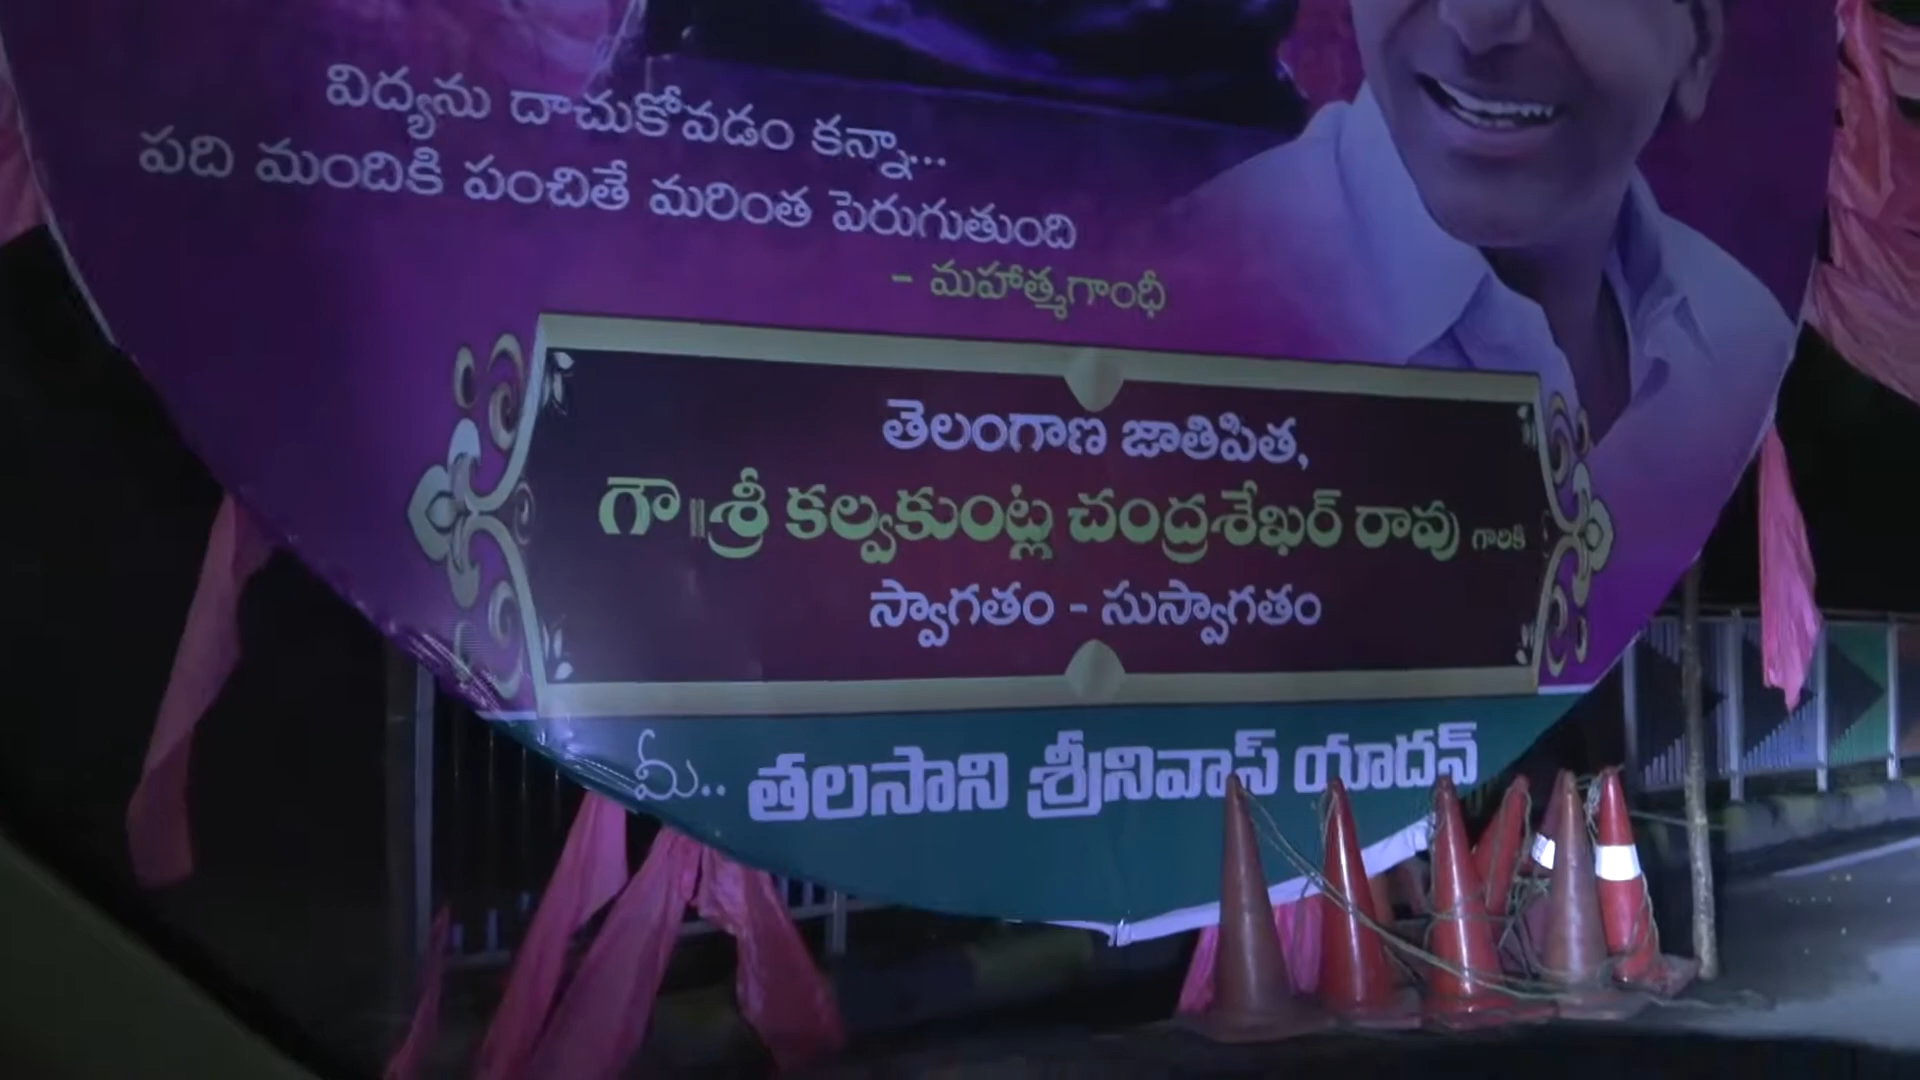 విద్యను దాచుకోవడం కన్నా...
పది మందికి పంచితే మరింత పెరుగుతుంది
- మహాత్మగాంధీ
తెలంగాణ జాతిపిత,
గౌ||శ్రీ కల్వకుంట్ల చంద్రశేఖర్ రావు గారికి
స్వాగతం - సుస్వాగతం
మీ.. తలసాని శ్రీనివాస్ యాదవ్